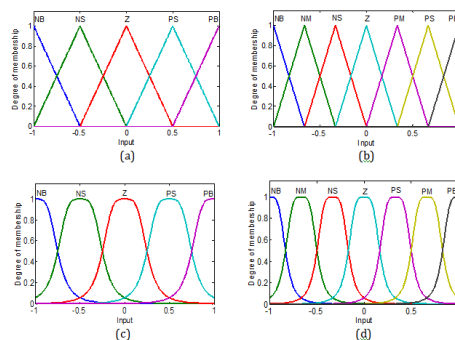 NB NS Z PS PB
Degree of membership
1
0.8
0.6
0.4
0.2
0
-1 -0.5 0 0.5 1
Input
(a)
NB NM NS Z PM PS PB
Degree of membership
1
0.8
0.6
0.4
0.2
0
-1 -0.5 0 0.5
Input
(b)
NB NS Z PS PB
Degree of membership
1
0.8
0.6
0.4
0.2
0
-1 -0.5 0 0.5 1
Input
(c)
NB NM NS Z PS PM PB
Degree of membership
1
0.8
0.6
0.4
0.2
0
-1 -0.5 0 0.5
Input
(d)